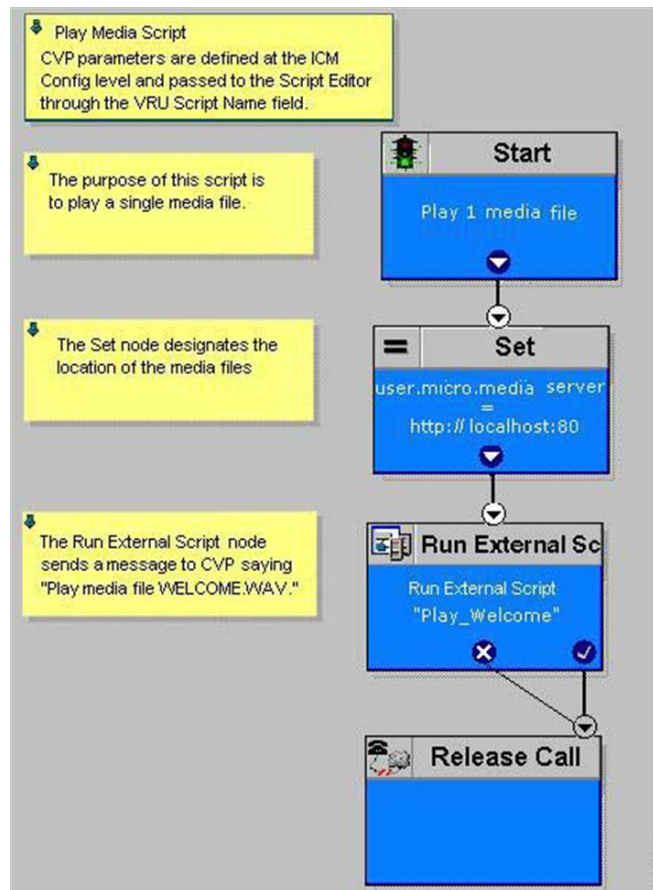 Play Media Script
CVP parameters are defined at the ICM
Config level and passed to the Script Editor
through the VRU Script Name field.
Start
Play 1 media file
The purpose of this script is
to play a single media file.
The Set node designates the
location of the media files
= Set
user.micro.media server
=
http://localhost:80
The Run External Script node
sends a message to CVP saying
"Play media file WELCOME.WAV."
Run External Sc
Run External Script
"Play_Welcome"
Release Call